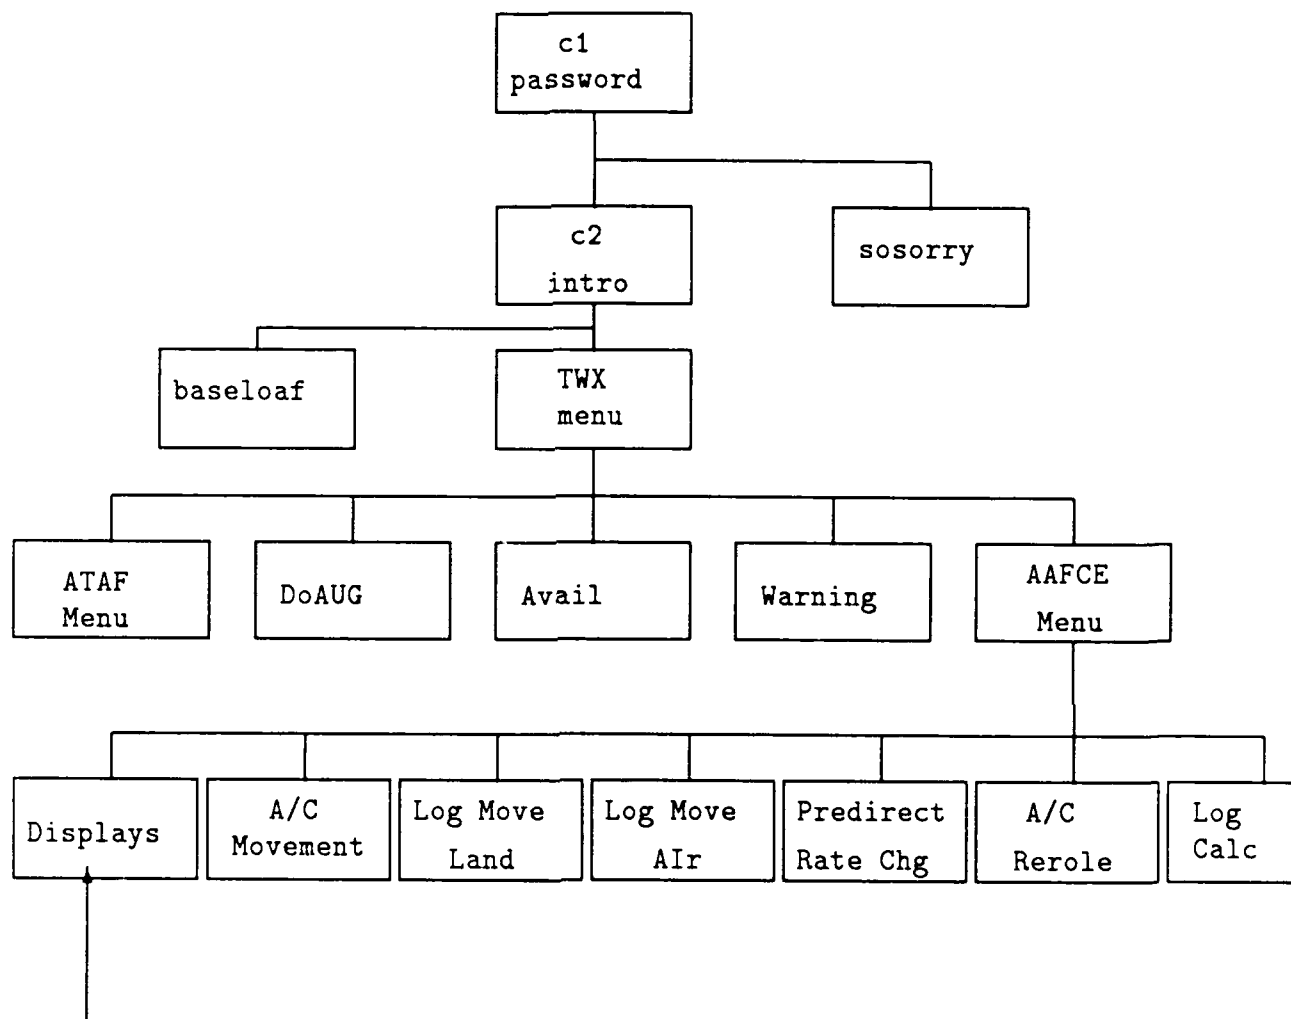 c1
password
c2
intro
sosorry
baseloaf
TWX
menu
ATAF
Menu
DoAUG
Avail
Warning
AAFCE
Menu
Displays
A/C
Movement
Log Move
Land
Log Move
AIr
Predirect
Rate Chg
A/C
Rerole
Log
Calc